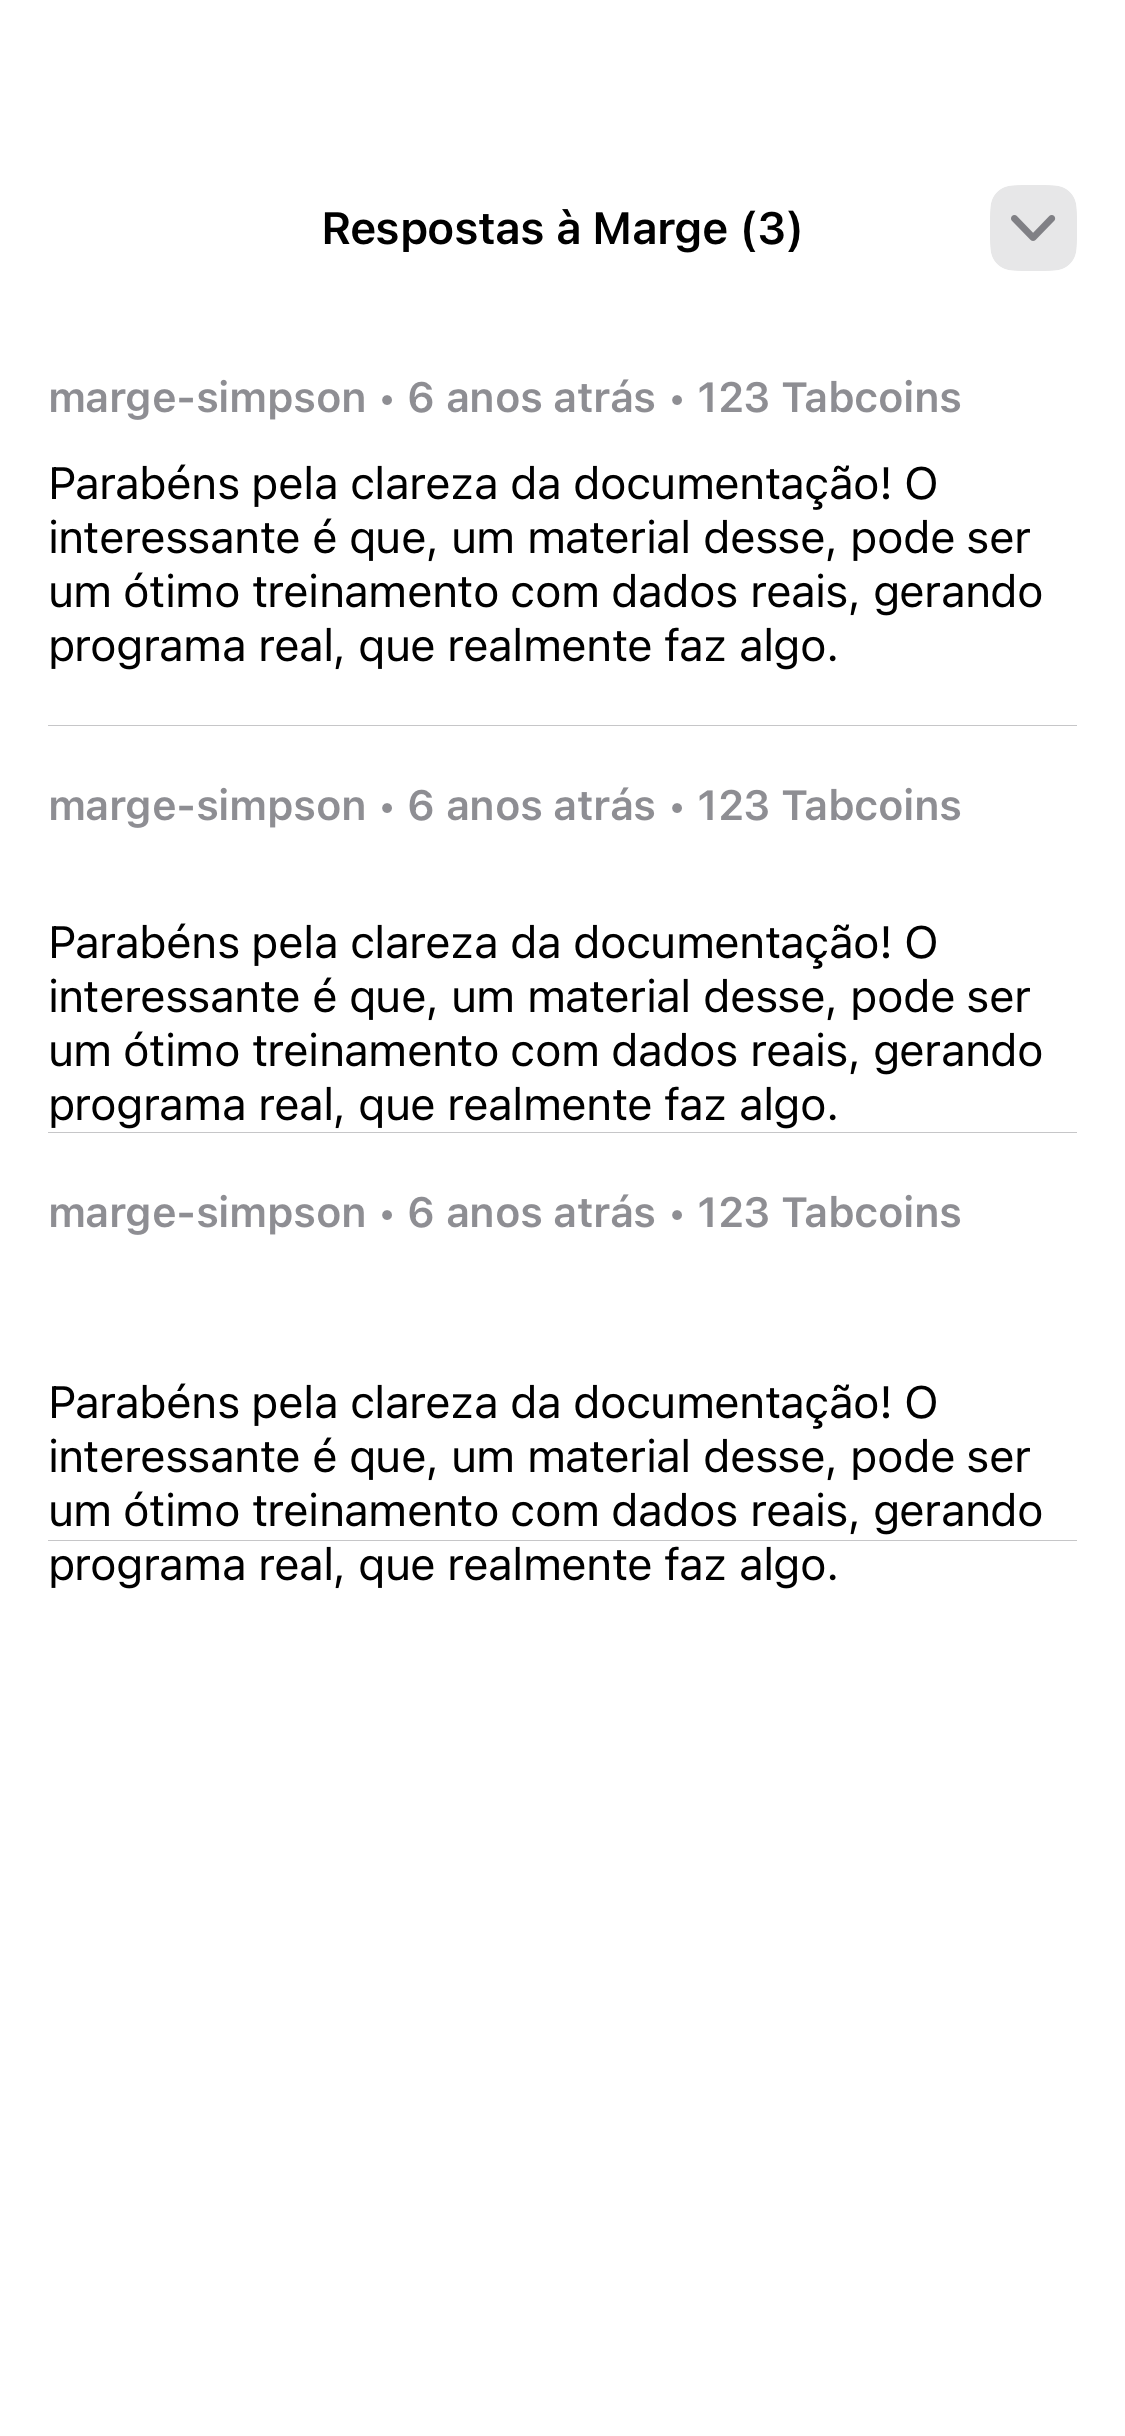 Respostas à Marge (3)
marge-simpson • 6 anos atrás • 123 Tabcoins
Parabéns pela clareza da documentação! O
interessante é que, um material desse, pode ser
um ótimo treinamento com dados reais, gerando
programa real, que realmente faz algo.
marge-simpson • 6 anos atrás • 123 Tabcoins
Parabéns pela clareza da documentação! O
interessante é que, um material desse, pode ser
um ótimo treinamento com dados reais, gerando
programa real, que realmente faz algo.
marge-simpson • 6 anos atrás • 123 Tabcoins
Parabéns pela clareza da documentação! O
interessante é que, um material desse, pode ser
um ótimo treinamento com dados reais, gerando
programa real, que realmente faz algo.